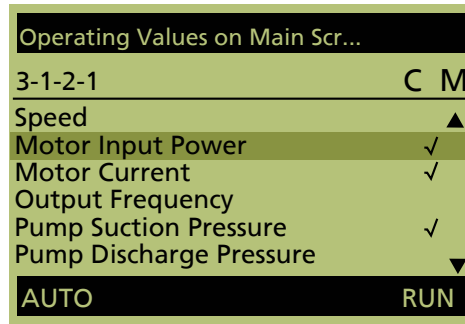 Operating Values on Main Scr...
3-1-2-1 C M
Speed ▲
Motor Input Power √
Motor Current √
Output Frequency
Pump Suction Pressure √
Pump Discharge Pressure ▼
AUTO RUN